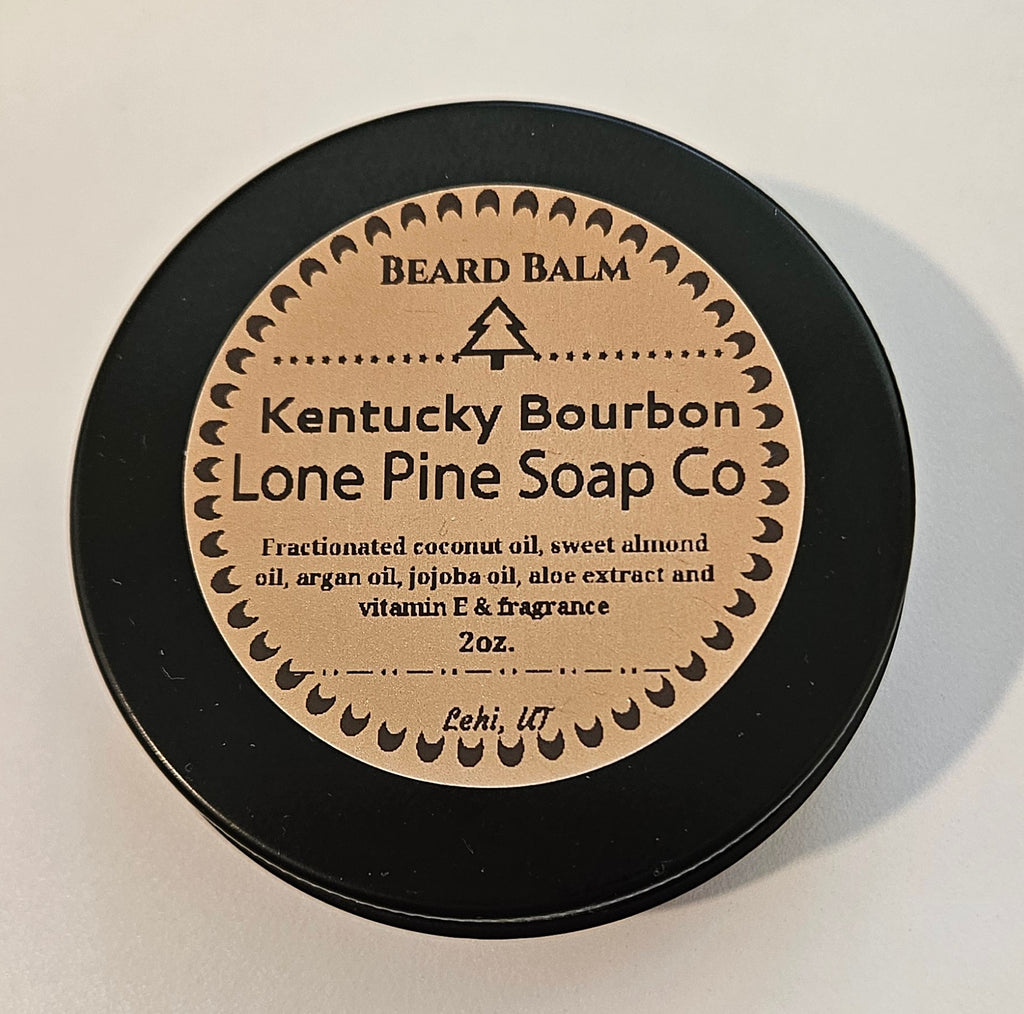 Beard Balm
Kentucky Bourbon
Lone Pine Soap Co
Fractionated coconut oil, sweet almond
oil, argan oil, jojoba oil, aloe extract and
vitamin E & fragrance
2oz.
Lehi, UT